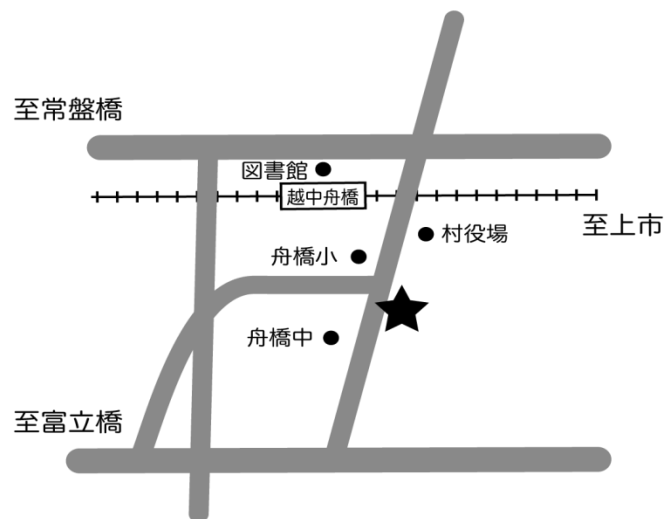 至常盤橋
図書館
越中舟橋
至上市
村役場
舟橋小
舟橋中
至富立橋